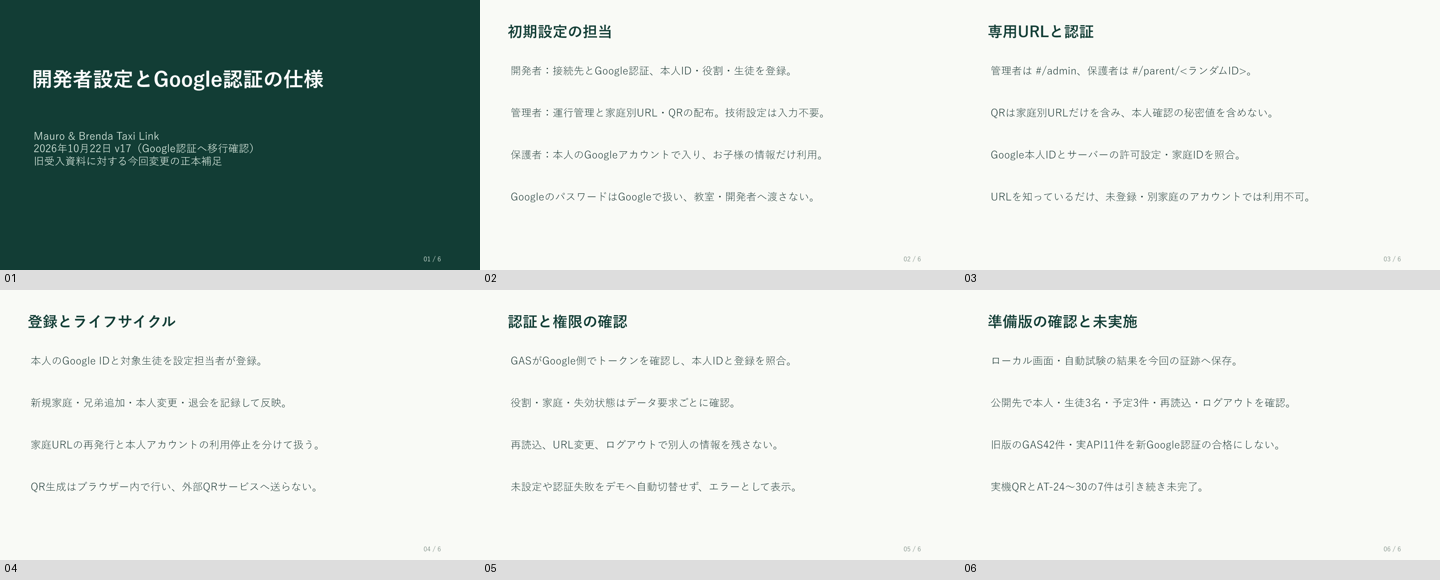 開発者設定とGoogle認証の仕様
Mauro & Brenda Taxi Link
2026年10月22日 v17（Google認証へ移行確認）
旧受入資料に対する今回変更の正本補足
01 / 6
01
初期設定の担当
開発者：接続先とGoogle認証、本人ID・役割・生徒を登録。
管理者：運行管理と家庭別URL・QRの配布。技術設定は入力不要。
保護者：本人のGoogleアカウントで入り、お子様の情報だけ利用。
GoogleのパスワードはGoogleで扱い、教室・開発者へ渡さない。
02 / 6
02
専用URLと認証
管理者は #/admin、保護者は #/parent/<ランダムID>。
QRは家庭別URLだけを含み、本人確認の秘密値を含めない。
Google本人IDとサーバーの許可設定・家庭IDを照合。
URLを知っているだけ、未登録・別家庭のアカウントでは利用不可。
03 / 6
03
登録とライフサイクル
本人のGoogle IDと対象生徒を設定担当者が登録。
新規家庭・兄弟追加・本人変更・退会を記録して反映。
家庭URLの再発行と本人アカウントの利用停止を分けて扱う。
QR生成はブラウザー内で行い、外部QRサービスへ送らない。
04 / 6
04
認証と権限の確認
GASがGoogle側でトークンを確認し、本人IDと登録を照合。
役割・家庭・失効状態はデータ要求ごとに確認。
再読込、URL変更、ログアウトで別人の情報を残さない。
未設定や認証失敗をデモへ自動切替せず、エラーとして表示。
05 / 6
05
準備版の確認と未実施
ローカル画面・自動試験の結果を今回の証跡へ保存。
公開先で本人・生徒3名・予定3件・再読込・ログアウトを確認。
旧版のGAS42件・実API11件を新Google認証の合格にしない。
実機QRとAT-24〜30の7件は引き続き未完了。
06 / 6
06